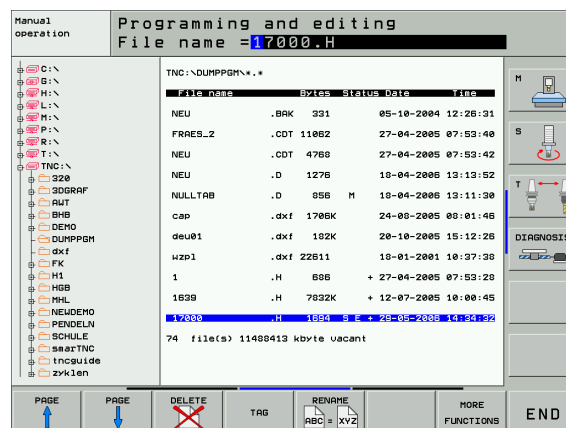 Manual
operation
Programming and editing
File name =17000.H
C:\
G:\
H:\
L:\
M:\
P:\
R:\
T:\
TNC:\
320
3DGRAF
AWT
BHB
DEMO
DUMPPGM
dxf
FK
H1
HGB
MHL
NEWDEMO
PENDELN
SCHULE
smarTNC
tncguide
zyklen
TNC:\DUMPPGM\*.*
File name Bytes Status Date Time
NEU .BAK 331 05-10-2004 12:26:31
FRAES_2 .CDT 11062 27-04-2005 07:53:40
NEU .CDT 4768 27-04-2005 07:53:42
NEU .D 1276 18-04-2006 13:13:52
NULLTAB .D 856 M 18-04-2006 13:11:30
cap .dxf 1706K 24-08-2005 08:01:46
deu01 .dxf 182K 20-10-2005 15:12:26
wzpl .dxf 22611 18-01-2001 10:37:38
1 .H 686 + 27-04-2005 07:53:28
1639 .H 7832K + 12-07-2005 10:00:45
17000 .H 1694 S E + 29-05-2006 14:34:32
74 file(s) 11488413 kbyte vacant
M
S
T
DIAGNOSIS
PAGE
PAGE
DELETE
TAG
RENAME
ABC = XYZ
MORE
FUNCTIONS
END